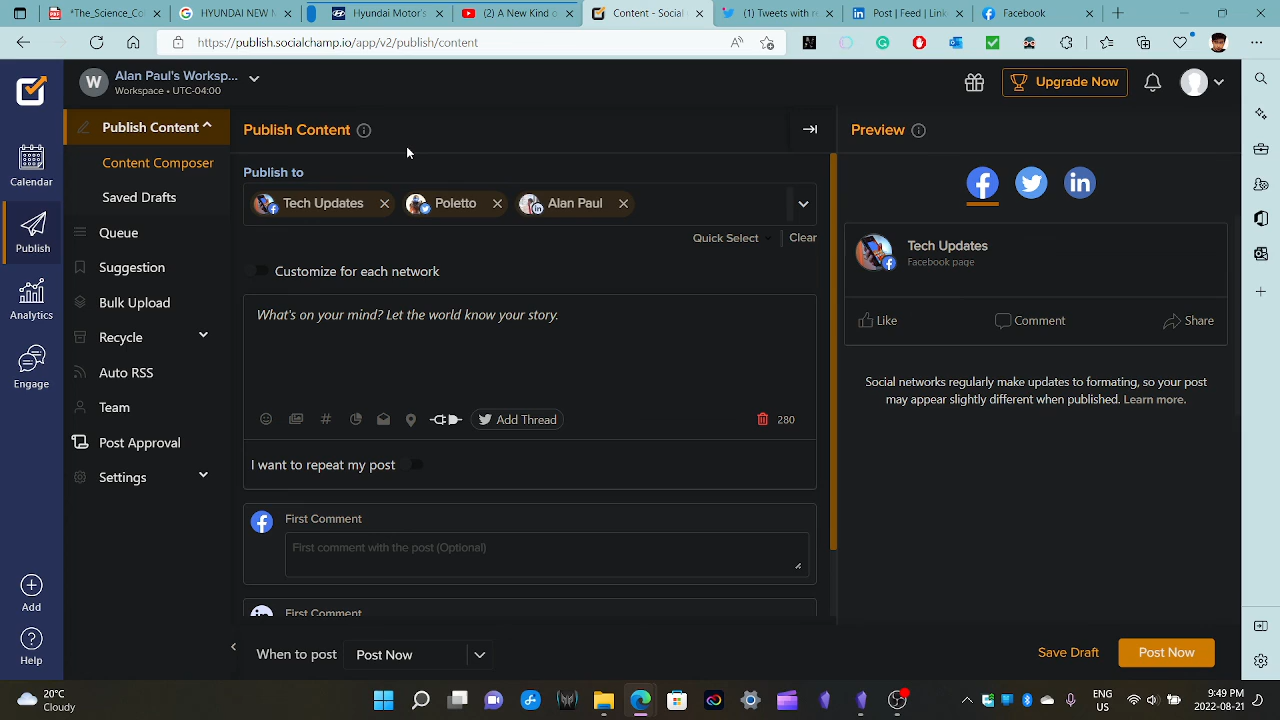 PERT_The_Science_Co
HYUNDAI NEW M
Hyundai Motor's
(2) A New Kind o
Content - Social
(1) Tweets with re
Post | Feed | Link
Facebook
https://publish.socialchamp.io/app/v2/publish/content
W
Alan Paul's Worksp...
Workspace • UTC-04:00
Upgrade Now
Calendar
Publish
Analytics
Engage
Add
Help
Publish Content
Content Composer
Saved Drafts
Queue
Suggestion
Bulk Upload
Recycle
Auto RSS
Team
Post Approval
Settings
Publish Content
Publish to
Tech Updates
Poletto
Alan Paul
Quick Select
Clear
Customize for each network
What's on your mind? Let the world know your story.
Add Thread
280
I want to repeat my post
First Comment
First comment with the post (Optional)
First Comment
When to post
Post Now
Save Draft
Post Now
Preview
Tech Updates
Facebook page
Like
Comment
Share
Social networks regularly make updates to formating, so your post
may appear slightly different when published. Learn more.
20°C
Cloudy
ENG
US
9:49 PM
2022-08-21